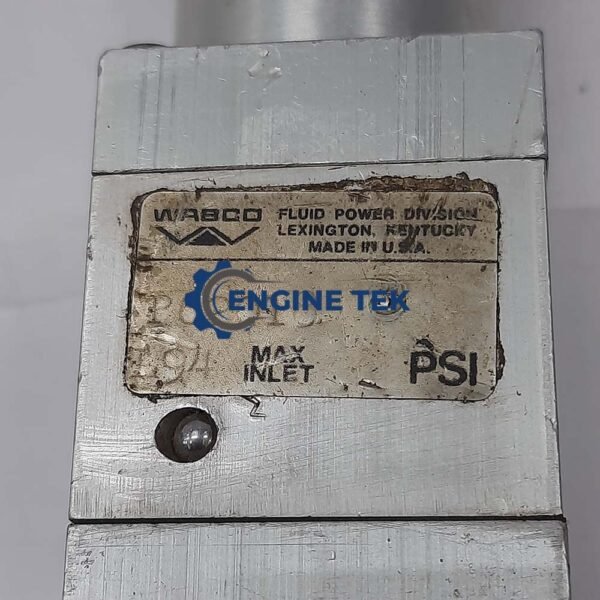 WABCO FLUID POWER DIVISION
LEXINGTON, KENTUCKY
MADE IN U.S.A.
ENGINE TEK
MAX
INLET
PSI